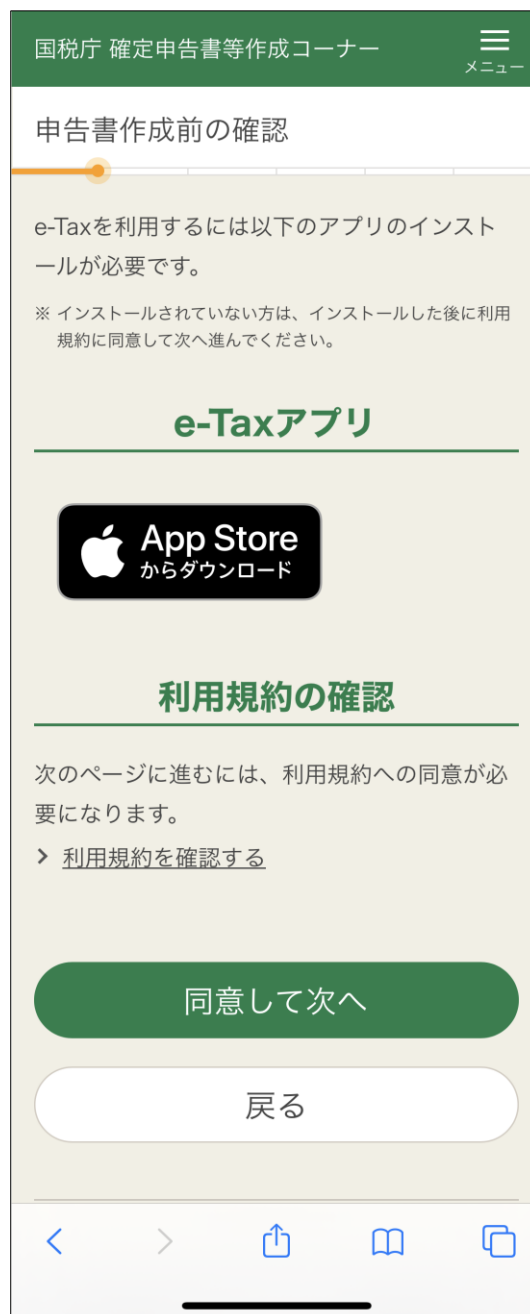 国税庁 確定申告書等作成コーナー
メニュー
申告書作成前の確認
e-Taxを利用するには以下のアプリのインスト
ールが必要です。
※ インストールされていない方は、インストールした後に利用
規約に同意して次へ進んでください。
e-Taxアプリ
App Store
からダウンロード
利用規約の確認
次のページに進むには、利用規約への同意が必
要になります。
利用規約を確認する
同意して次へ
戻る